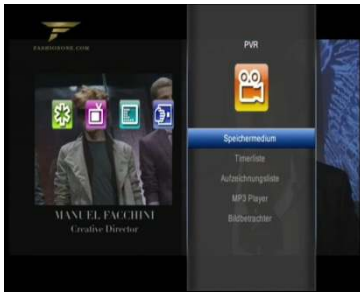 FASHIONONE.COM
PVR
Speichermedium
Timerliste
Aufzeichnungsliste
MP3 Player
Bildbetrachter
MANUEL FACCHINI
Creative Director